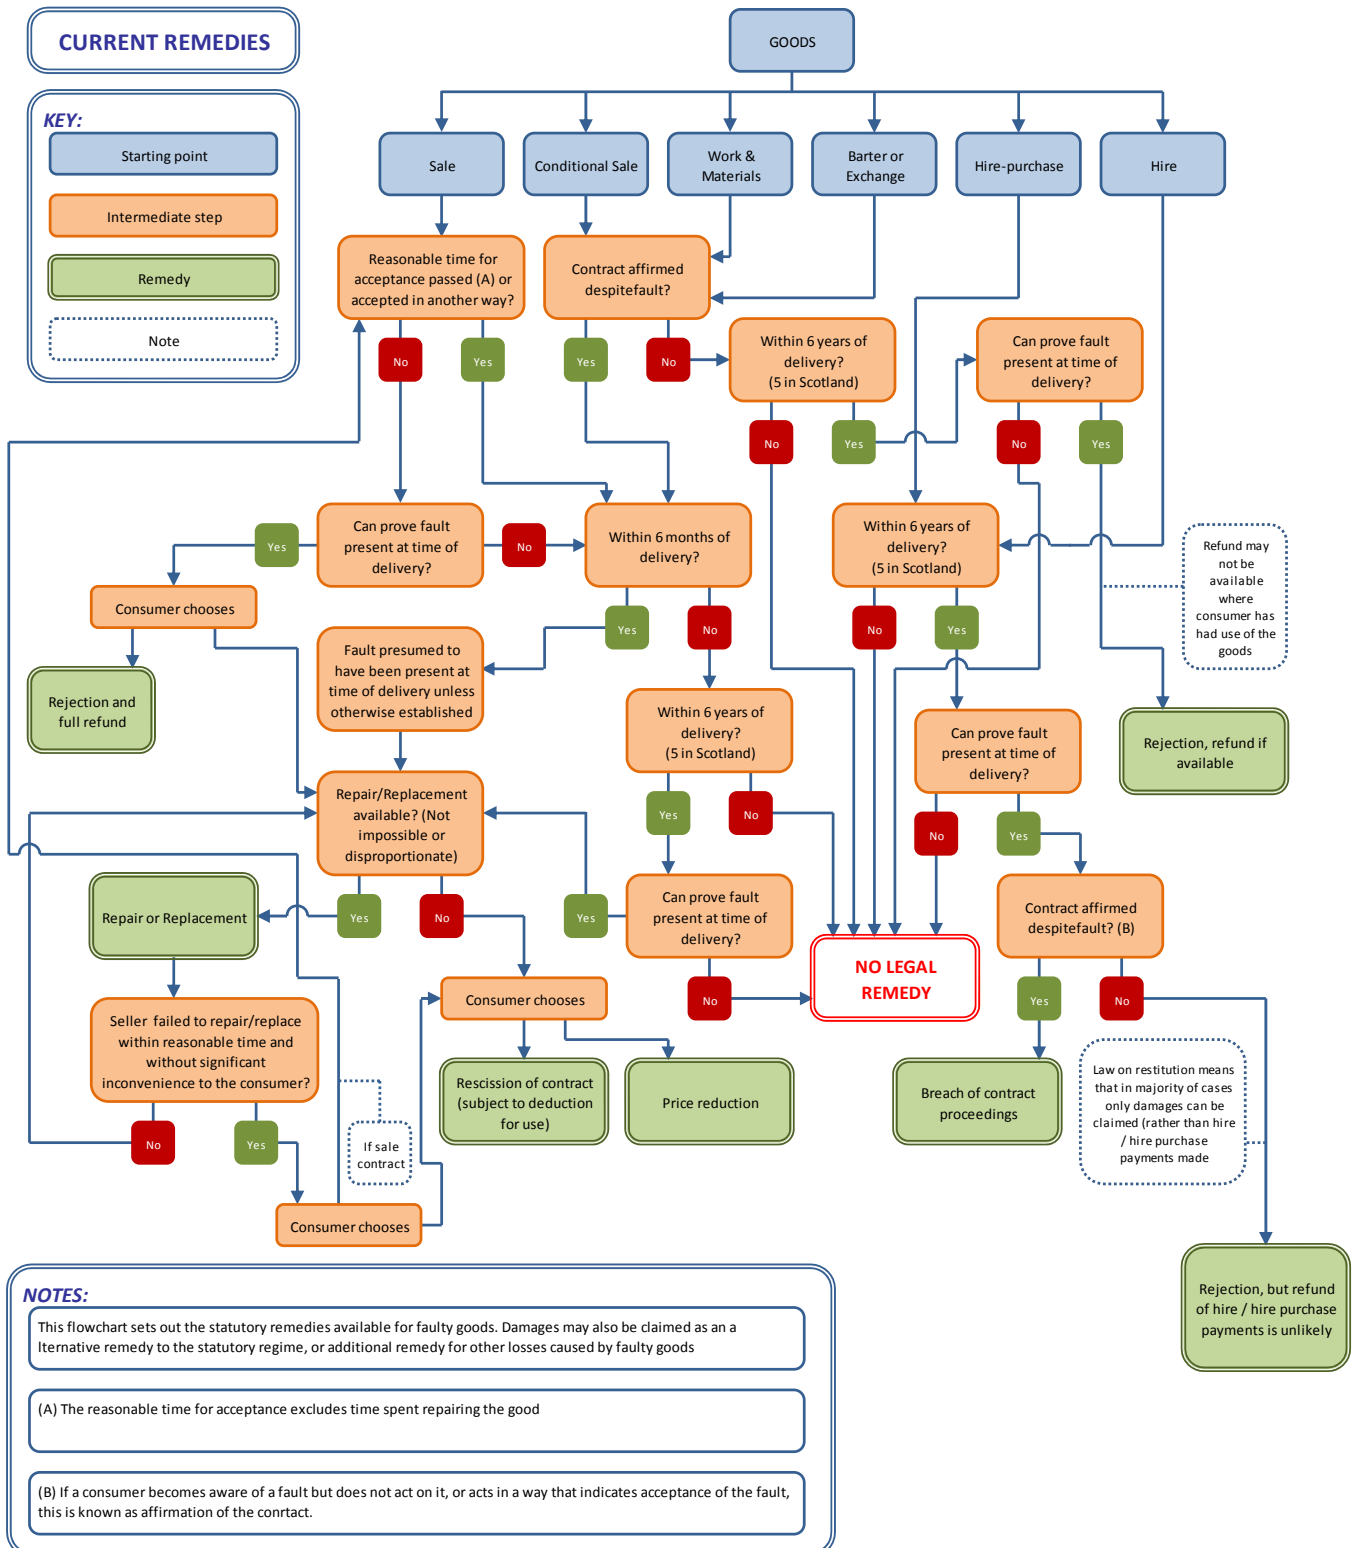 CURRENT REMEDIES
GOODS
KEY:
Starting point
Intermediate step
Remedy
Note
Sale
Conditional Sale
Work &
Materials
Barter or
Exchange
Hire-purchase
Hire
Reasonable time for
acceptance passed (A) or
accepted in another way?
Contract affirmed
despitefault?
No
Yes
Yes
No
Within 6 years of
delivery?
(5 in Scotland)
Can prove fault
present at time of
delivery?
No
Yes
No
Yes
Yes
Can prove fault
present at time of
delivery?
No
Within 6 months of
delivery?
Within 6 years of
delivery?
(5 in Scotland)
Refund may
not be
available
where
consumer has
had use of the
goods
Consumer chooses
Yes
No
No
Yes
Rejection and
full refund
Fault presumed to
have been present at
time of delivery unless
otherwise established
Within 6 years of
delivery?
(5 in Scotland)
Can prove fault
present at time of
delivery?
Rejection, refund if
available
Repair/Replacement
available? (Not
impossible or
disproportionate)
Yes
No
No
Yes
Repair or Replacement
Yes
No
Yes
Can prove fault
present at time of
delivery?
Contract affirmed
despitefault? (B)
NO LEGAL
REMEDY
Consumer chooses
No
Yes
No
Seller failed to repair/replace
within reasonable time and
without significant
inconvenience to the consumer?
Rescission of contract
(subject to deduction
for use)
Price reduction
Breach of contract
proceedings
Law on restitution means
that in majority of cases
only damages can be
claimed (rather than hire
/ hire purchase
payments made
No
Yes
If sale
contract
Consumer chooses
Rejection, but refund
of hire / hire purchase
payments is unlikely
NOTES:
This flowchart sets out the statutory remedies available for faulty goods. Damages may also be claimed as an a
lternative remedy to the statutory regime, or additional remedy for other losses caused by faulty goods
(A) The reasonable time for acceptance excludes time spent repairing the good
(B) If a consumer becomes aware of a fault but does not act on it, or acts in a way that indicates acceptance of the fault,
this is known as affirmation of the conrtact.